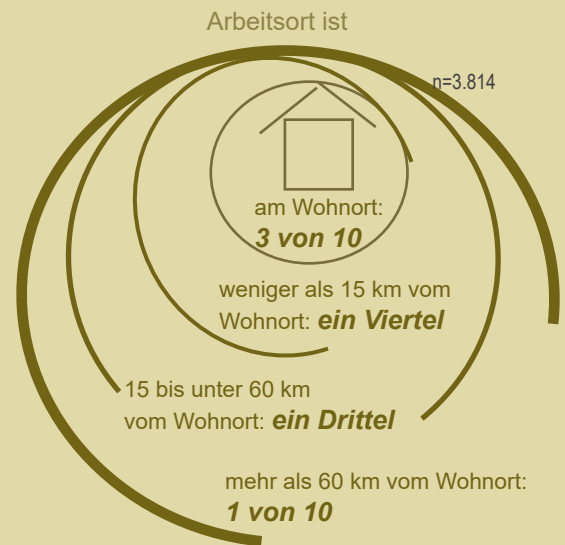 Arbeitsort ist
n=3.814
am Wohnort:
3 von 10
weniger als 15 km vom
Wohnort: ein Viertel
15 bis unter 60 km
vom Wohnort: ein Drittel
mehr als 60 km vom Wohnort:
1 von 10